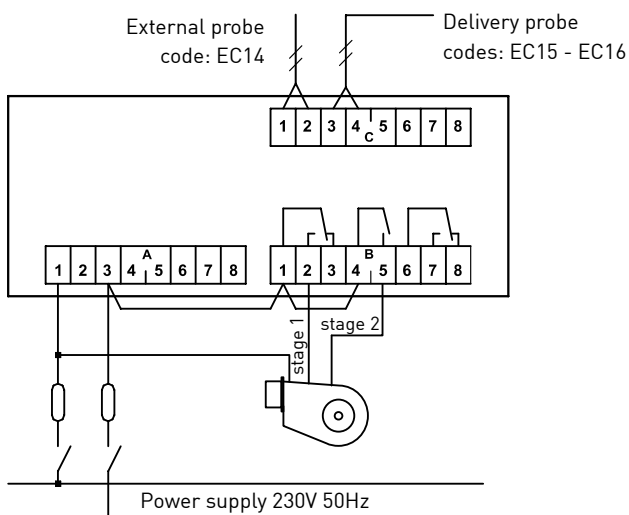 External probe
code: EC14
Delivery probe
codes: EC15 - EC16
1 2 3 4 5 6 7 8
C
A
1 2 3 4 5 6 7 8
B
1 2 3 4 5 6 7 8
stage 1
stage 2
Power supply 230V 50Hz